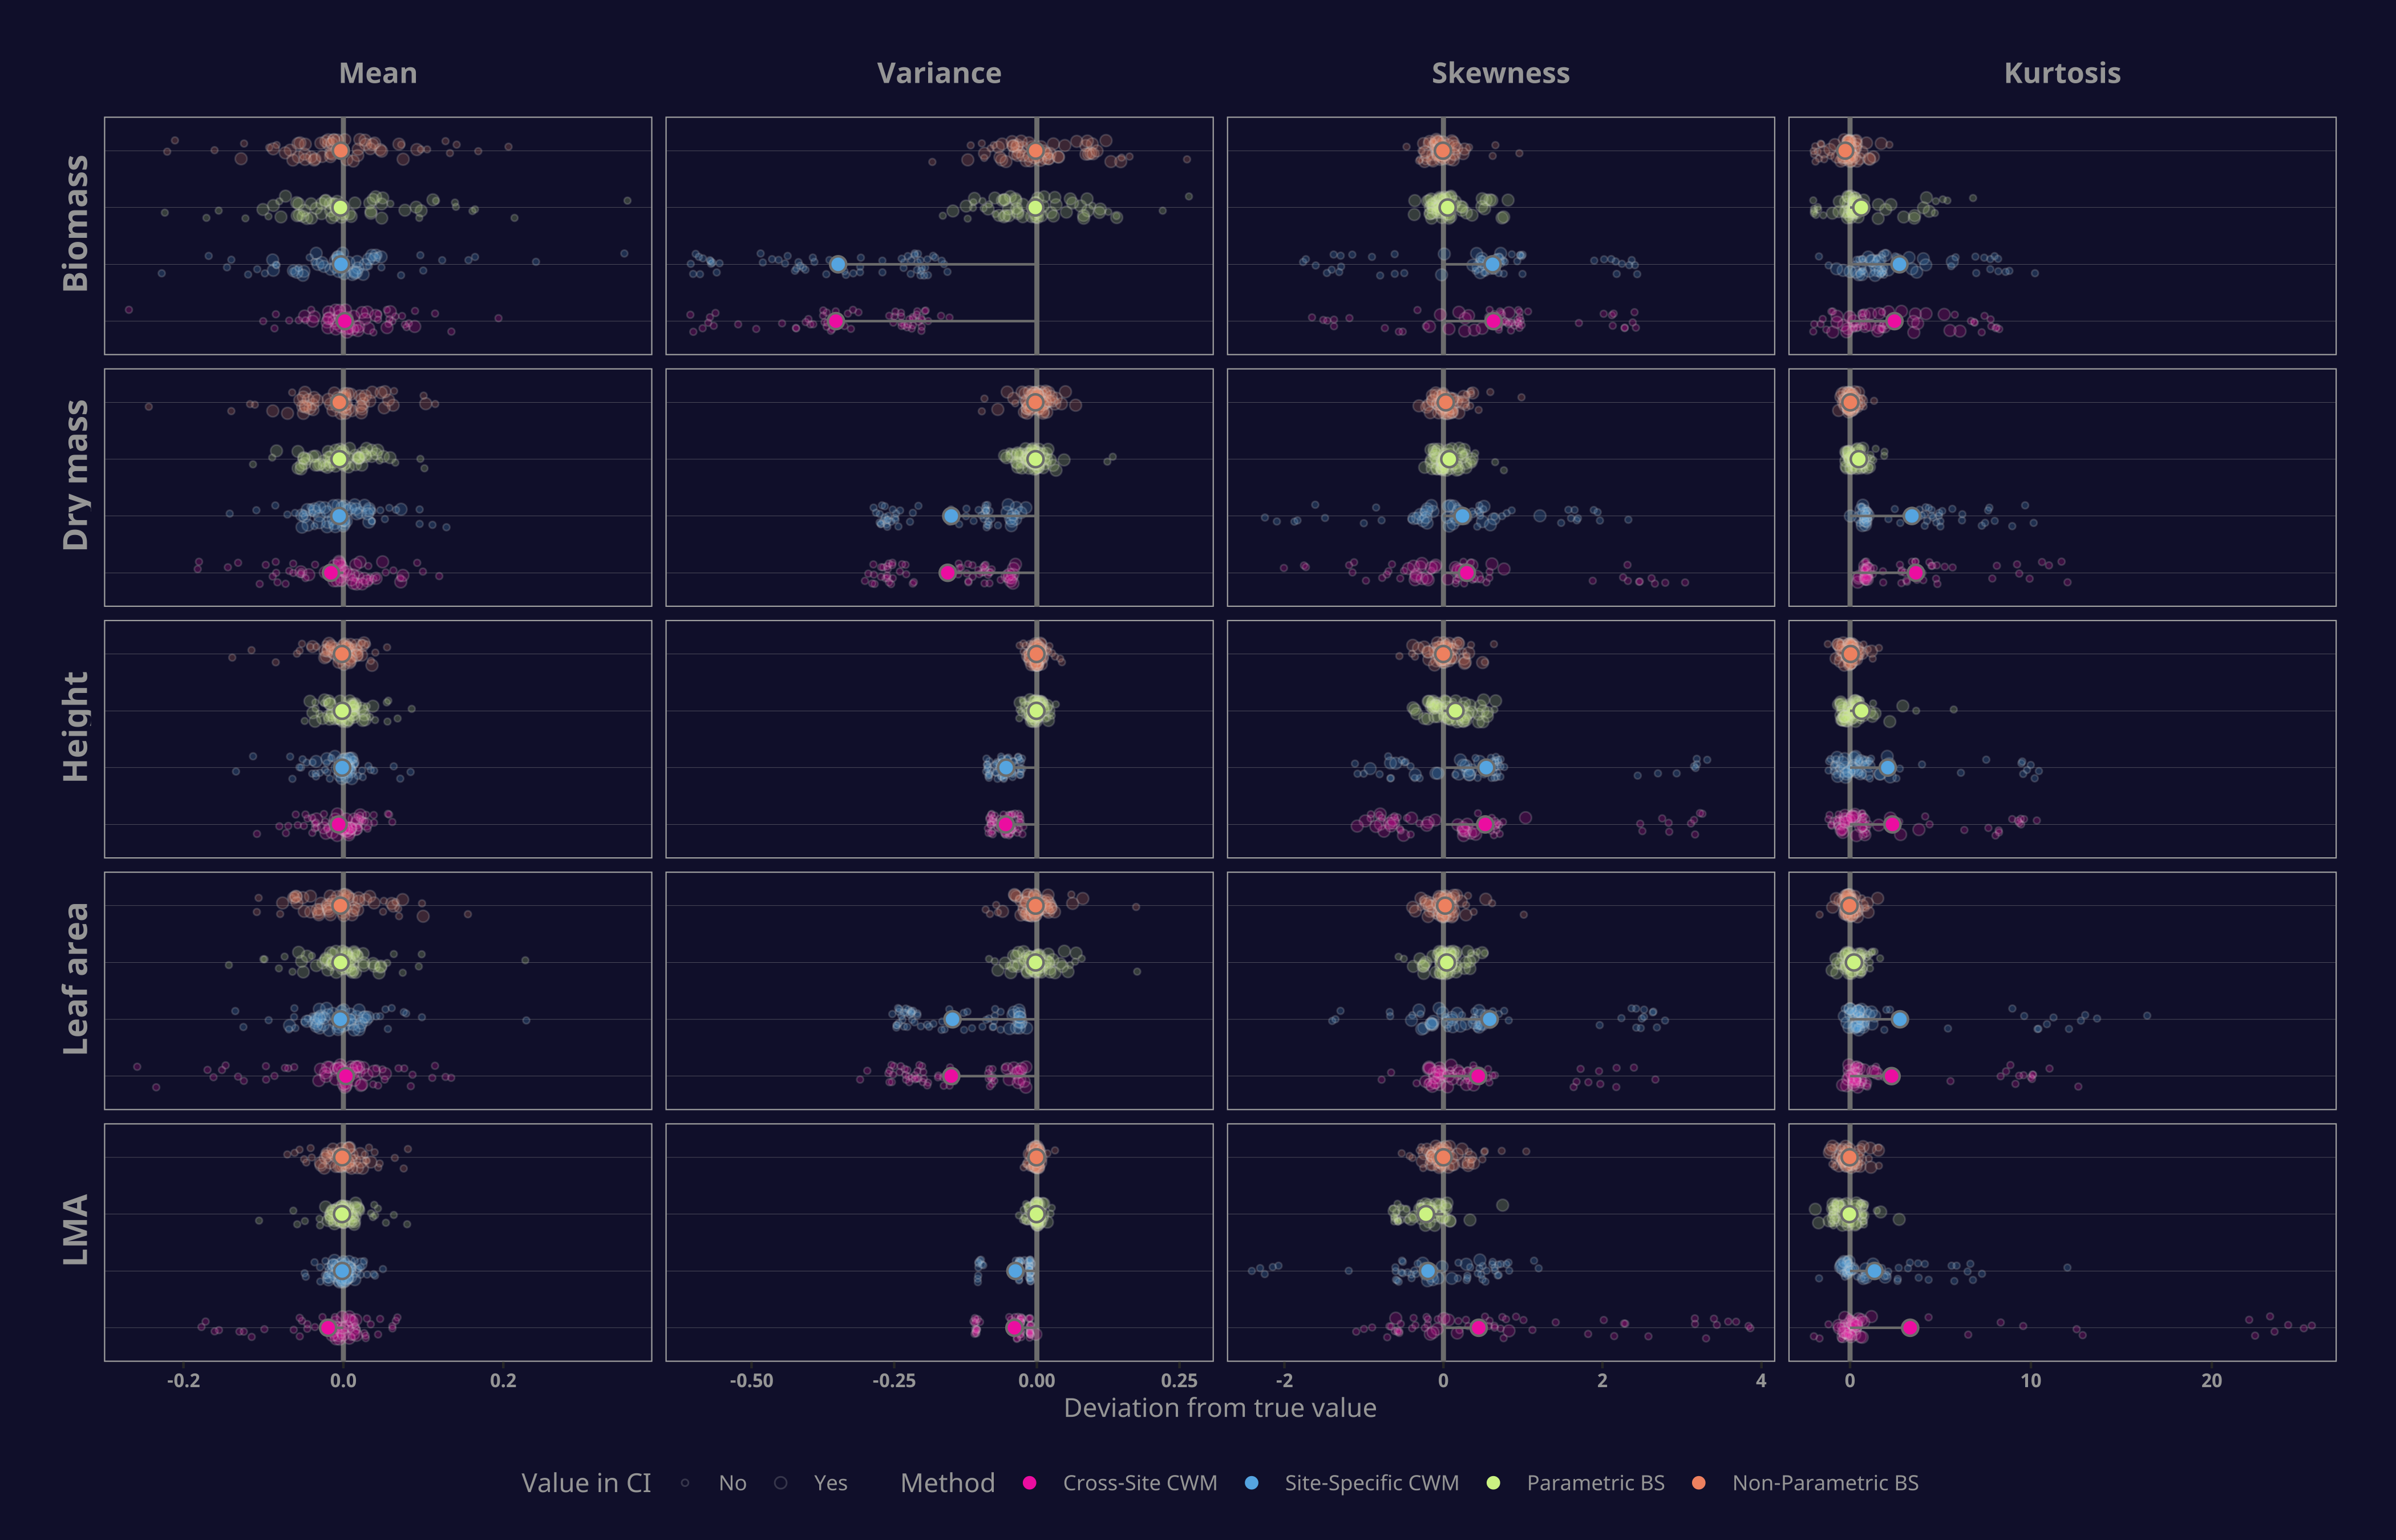 Mean Variance Skewness Kurtosis
Biomass
Dry mass
Height
Leaf area
LMA
-0.2 0.0 0.2 -0.50 -0.25 0.00 0.25 -2 0 2 4 0 10 20
Deviation from true value
Value in CI No Yes Method Cross-Site CWM Site-Specific CWM Parametric BS Non-Parametric BS